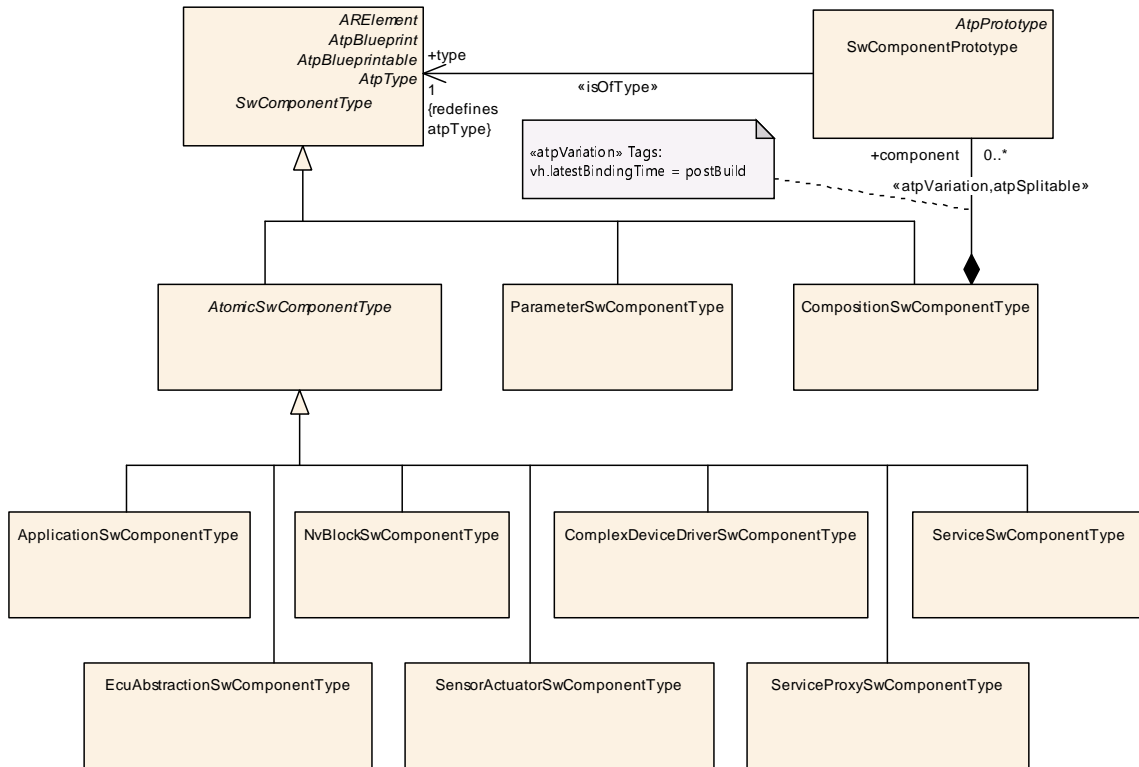 ARElement
AtpBlueprint
AtpBlueprintable
AtpType
SwComponentType
+type
1
{redefines
atpType}
«isOfType»
AtpPrototype
SwComponentPrototype
«atpVariation» Tags:
vh.latestBindingTime = postBuild
+component 0..*
«atpVariation,atpSplitable»
AtomicSwComponentType
ParameterSwComponentType
CompositionSwComponentType
ApplicationSwComponentType
NvBlockSwComponentType
ComplexDeviceDriverSwComponentType
ServiceSwComponentType
EcuAbstractionSwComponentType
SensorActuatorSwComponentType
ServiceProxySwComponentType